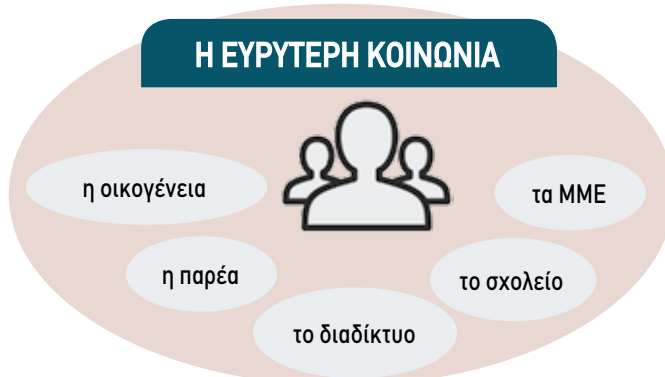 Η ΕΥΡΥΤΕΡΗ ΚΟΙΝΩΝΙΑ
η οικογένεια
τα ΜΜΕ
η παρέα
το σχολείο
το διαδίκτυο